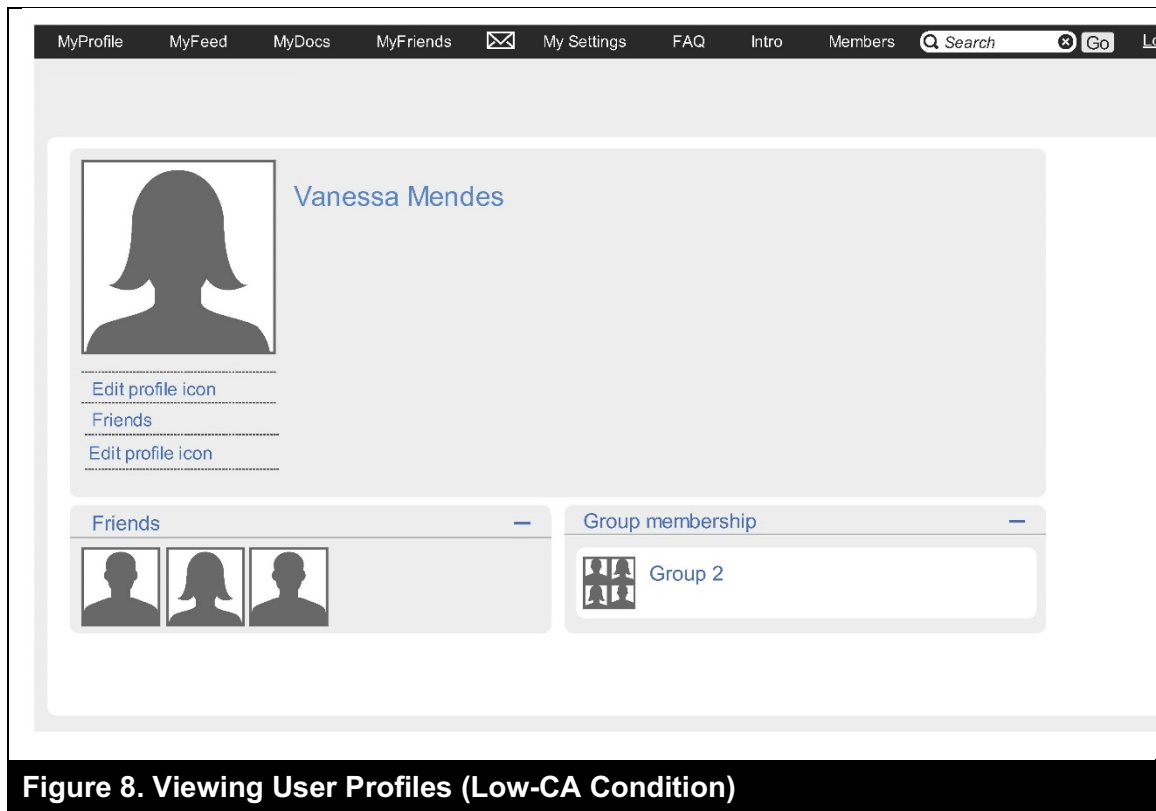 MyProfile MyFeed MyDocs MyFriends My Settings FAQ Intro Members Search Go Lo
Vanessa Mendes
Edit profile icon
Friends
Edit profile icon
Friends
Group membership
Group 2
Figure 8. Viewing User Profiles (Low-CA Condition)